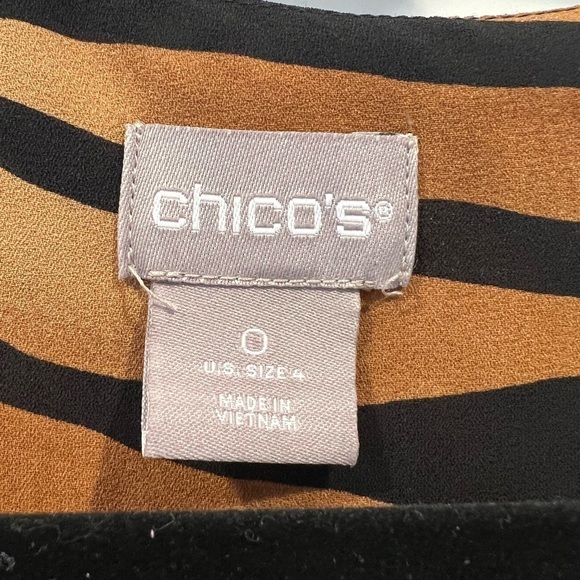 chico's®
0
U.S. SIZE 4
MADE IN
VIETNAM